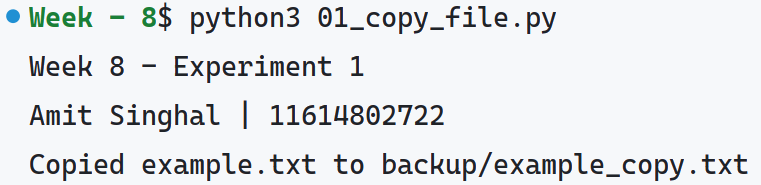 Week - 8$ python3 01_copy_file.py
Week 8 - Experiment 1
Amit Singhal | 11614802722
Copied example.txt to backup/example_copy.txt